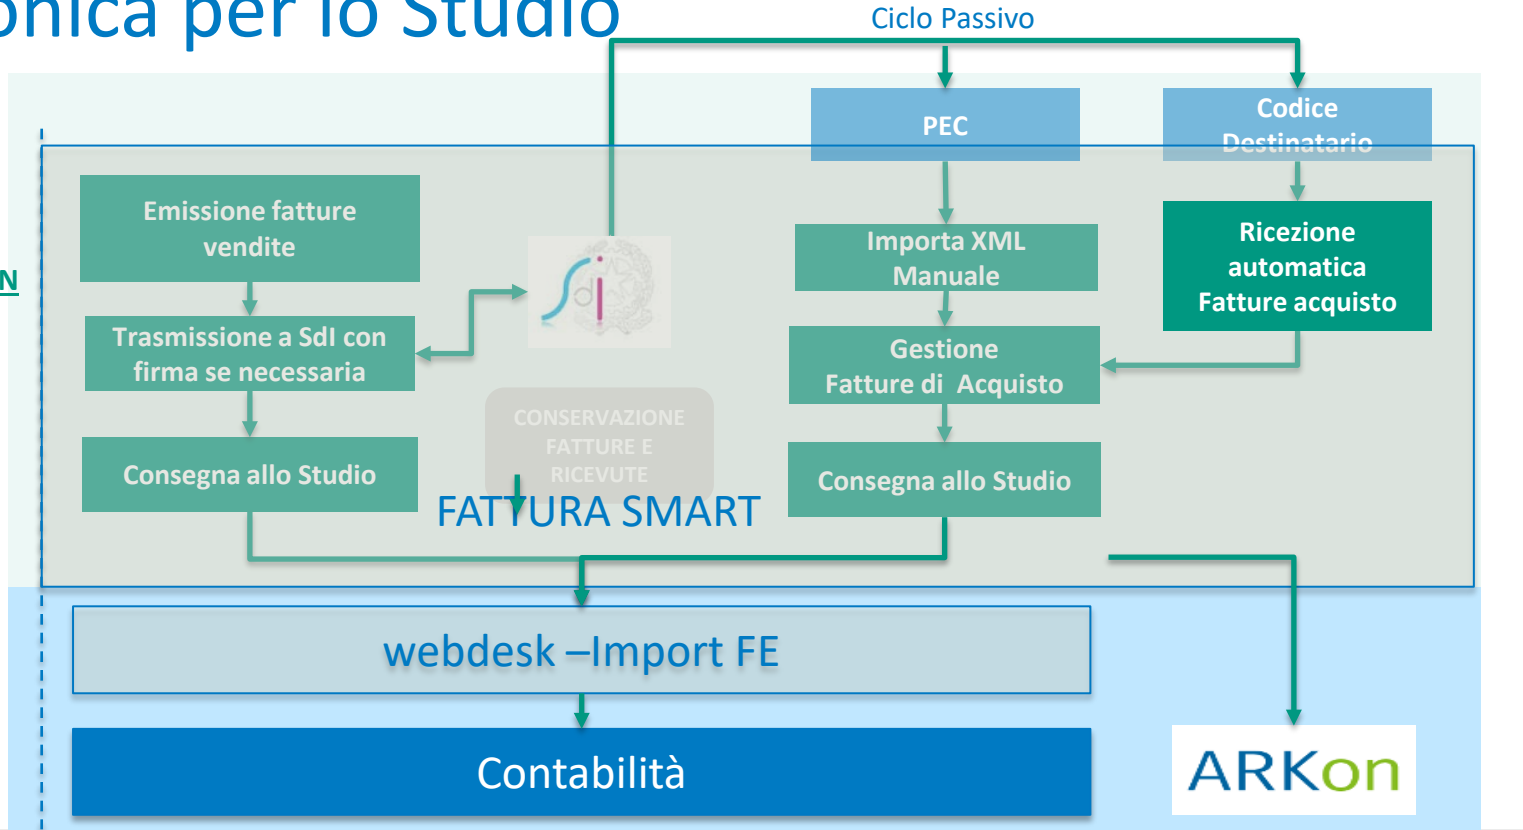 onica per lo Studio
Ciclo Passivo
PEC
Codice
Destinatario
Emissione fatture
vendite
N
Trasmissione a SdI con
firma se necessaria
Consegna allo Studio
SdI
CONSERVAZIONE
FATTURE E
RICEVUTE
FATTURA SMART
Importa XML
Manuale
Gestione
Fatture di Acquisto
Consegna allo Studio
Ricezione
automatica
Fatture acquisto
webdesk –Import FE
Contabilità
ARKon